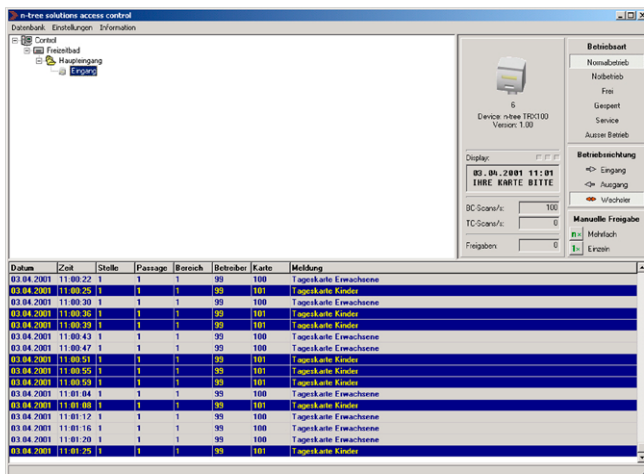 n-tree solutions access control
Datenbank Einstellungen Information
Control
Freizeitbad
Haupteingang
Eingang
6
Device: n-tree TRX100
Version: 1.00
Display:
03.04.2001 11:01
IHRE KARTE BITTE
BC-Scans/x: 100
TC-Scans/x: 0
Freigaben: 0
Betriebsart
Normalbetrieb
Notbetrieb
Frei
Gesperrt
Service
Ausser Betrieb
Betriebsrichtung
Eingang
Ausgang
Wechsler
Manuelle Freigabe
n× Mehrfach
1× Einzeln
Datum Zeit Stelle Passage Bereich Betreiber Karte Meldung
03.04.2001 11:00:22 1 1 1 99 100 Tageskarte Erwachsene
03.04.2001 11:00:25 1 1 1 99 101 Tageskarte Kinder
03.04.2001 11:00:30 1 1 1 99 100 Tageskarte Erwachsene
03.04.2001 11:00:36 1 1 1 99 101 Tageskarte Kinder
03.04.2001 11:00:39 1 1 1 99 101 Tageskarte Kinder
03.04.2001 11:00:43 1 1 1 99 100 Tageskarte Erwachsene
03.04.2001 11:00:47 1 1 1 99 100 Tageskarte Erwachsene
03.04.2001 11:00:51 1 1 1 99 101 Tageskarte Kinder
03.04.2001 11:00:55 1 1 1 99 101 Tageskarte Kinder
03.04.2001 11:00:59 1 1 1 99 101 Tageskarte Kinder
03.04.2001 11:01:04 1 1 1 99 100 Tageskarte Erwachsene
03.04.2001 11:01:08 1 1 1 99 101 Tageskarte Kinder
03.04.2001 11:01:12 1 1 1 99 100 Tageskarte Erwachsene
03.04.2001 11:01:16 1 1 1 99 100 Tageskarte Erwachsene
03.04.2001 11:01:20 1 1 1 99 100 Tageskarte Erwachsene
03.04.2001 11:01:25 1 1 1 99 101 Tageskarte Kinder